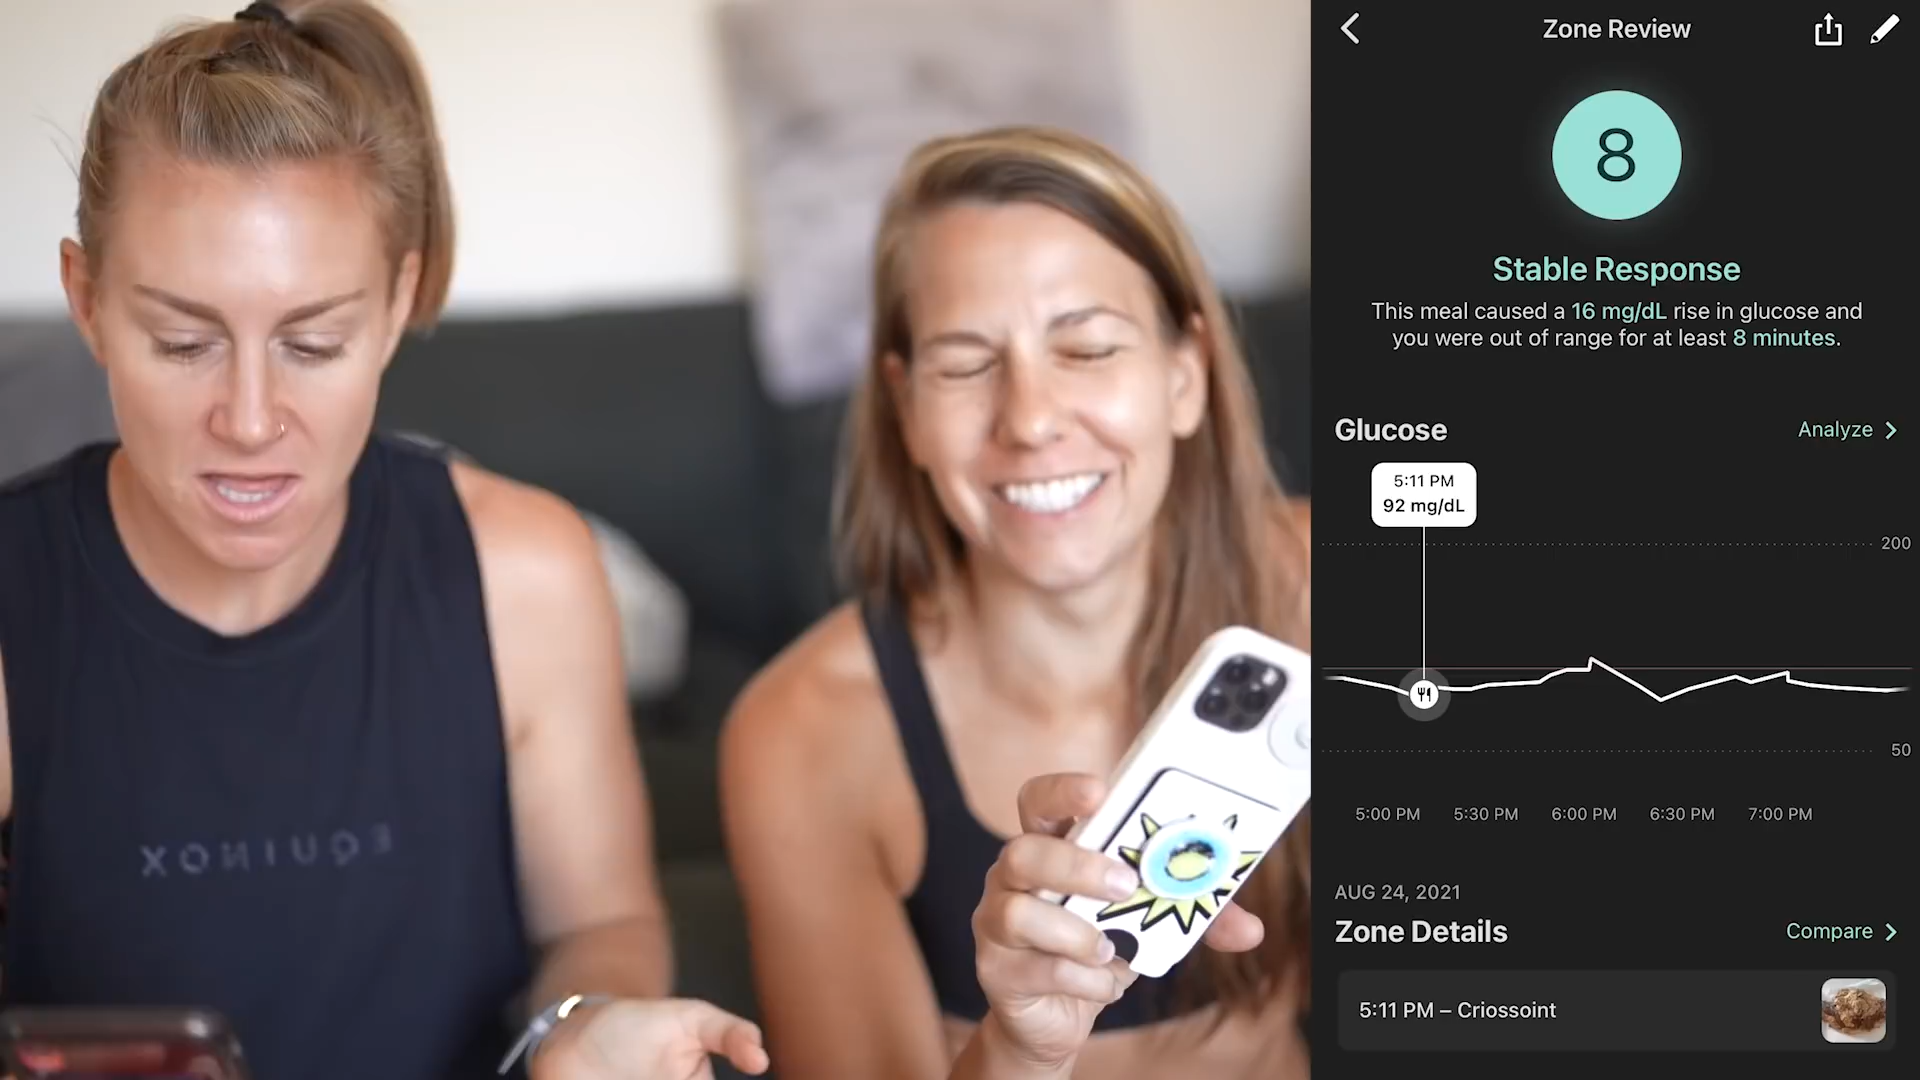 Zone Review
8
Stable Response
This meal caused a 16 mg/dL rise in glucose and
you were out of range for at least 8 minutes.
Glucose
Analyze
5:11 PM
92 mg/dL
200
50
5:00 PM 5:30 PM 6:00 PM 6:30 PM 7:00 PM
AUG 24, 2021
Zone Details
Compare
5:11 PM – Criossoint
EQUINOX